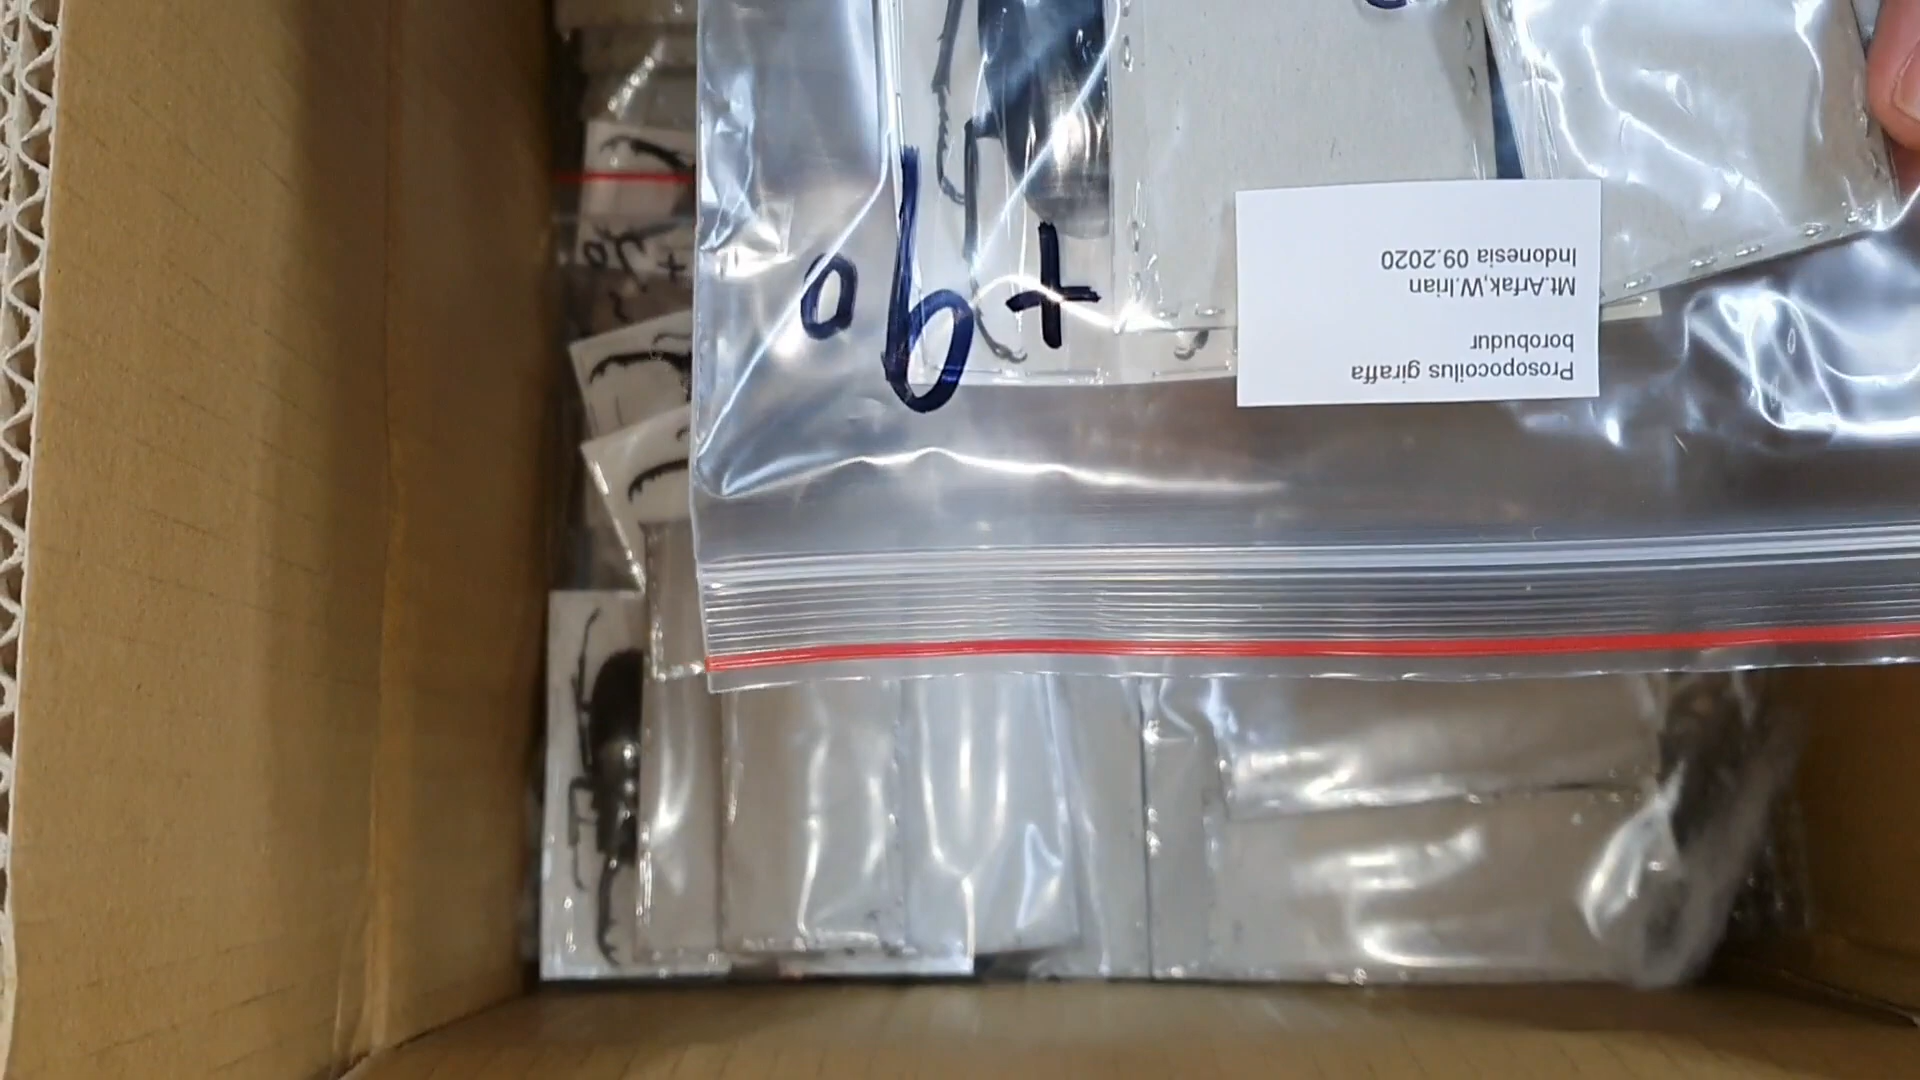 Prosopocoilus giraffa
borobudur
Mt.Arfak,W.Irian
Indonesia 09.2020
+90